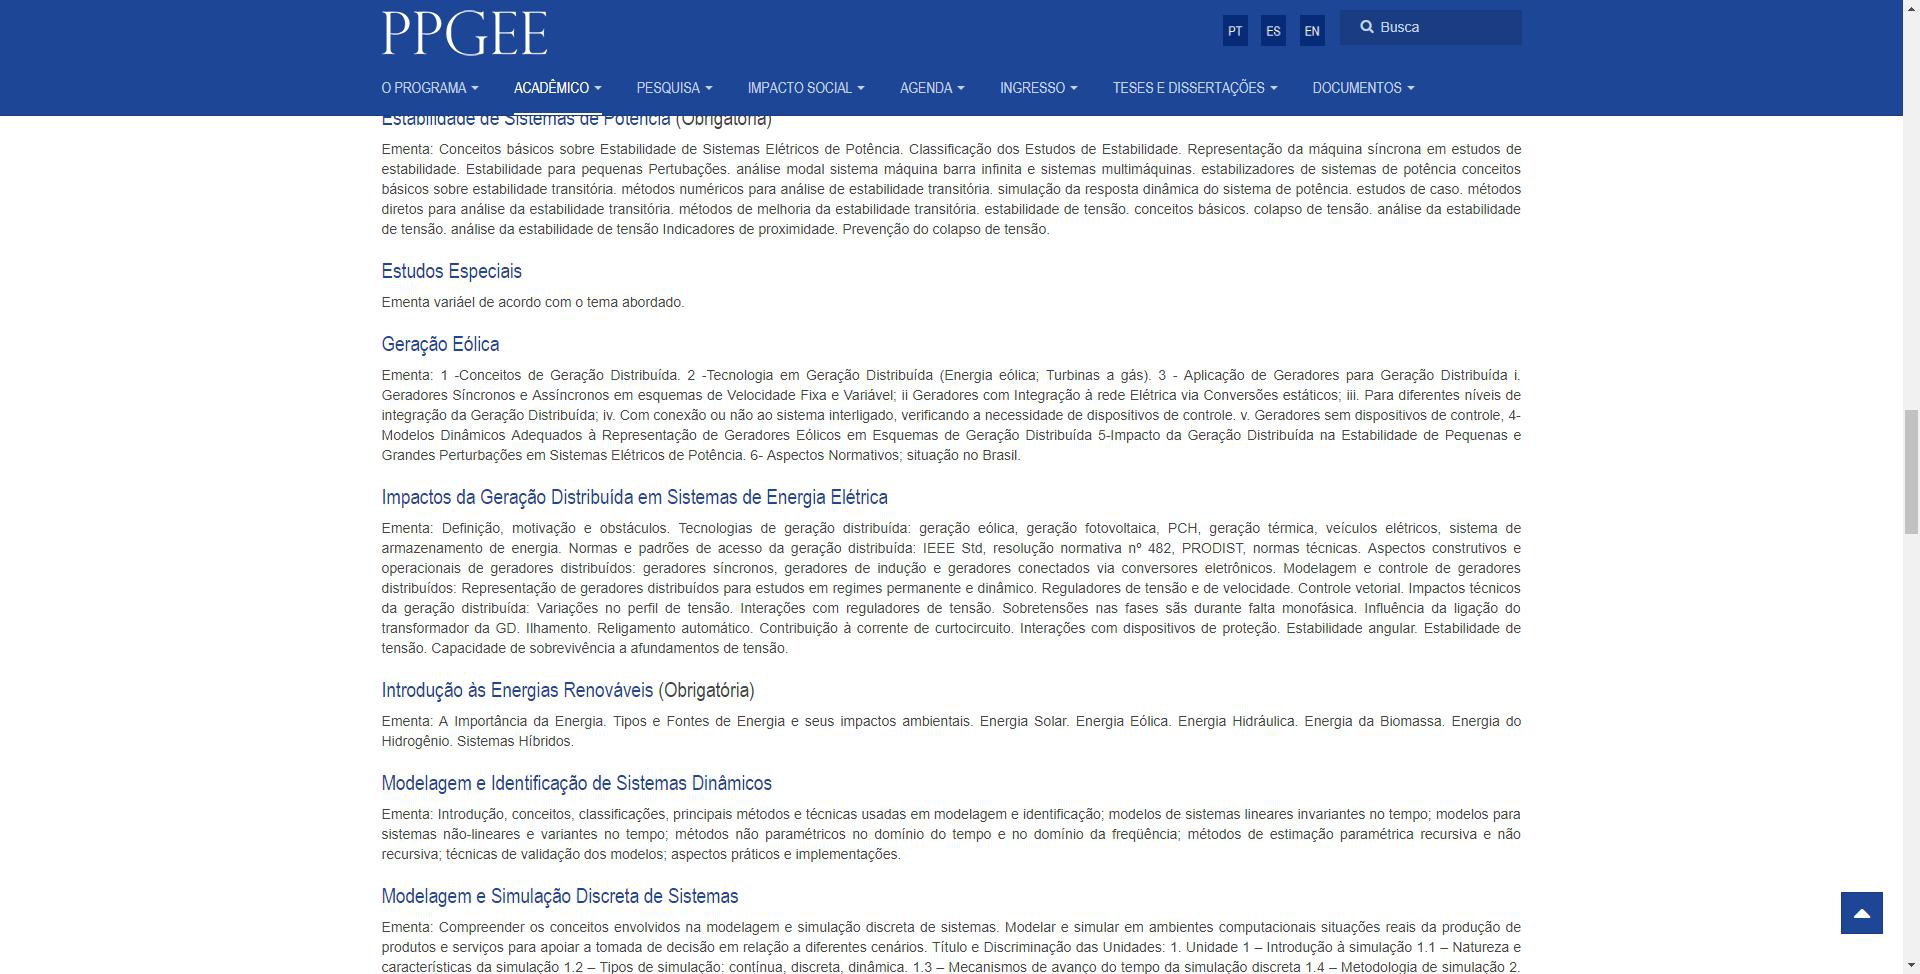 PPGEE
PT ES EN Busca
O PROGRAMA ACADÊMICO PESQUISA IMPACTO SOCIAL AGENDA INGRESSO TESES E DISSERTAÇÕES DOCUMENTOS
Estabilidade de Sistemas de Potência (Obrigatória)
Ementa: Conceitos básicos sobre Estabilidade de Sistemas Elétricos de Potência. Classificação dos Estudos de Estabilidade. Representação da máquina síncrona em estudos de
estabilidade. Estabilidade para pequenas Pertubações. análise modal sistema máquina barra infinita e sistemas multimáquinas. estabilizadores de sistemas de potência conceitos
básicos sobre estabilidade transitória. métodos numéricos para análise de estabilidade transitória. simulação da resposta dinâmica do sistema de potência. estudos de caso. métodos
diretos para análise da estabilidade transitória. métodos de melhoria da estabilidade transitória. estabilidade de tensão. conceitos básicos. colapso de tensão. análise da estabilidade
de tensão. análise da estabilidade de tensão Indicadores de proximidade. Prevenção do colapso de tensão.
Estudos Especiais
Ementa variáel de acordo com o tema abordado.
Geração Eólica
Ementa: 1 -Conceitos de Geração Distribuída. 2 -Tecnologia em Geração Distribuída (Energia eólica; Turbinas a gás). 3 - Aplicação de Geradores para Geração Distribuída i.
Geradores Síncronos e Assíncronos em esquemas de Velocidade Fixa e Variável; ii Geradores com Integração à rede Elétrica via Conversões estáticos; iii. Para diferentes níveis de
integração da Geração Distribuída; iv. Com conexão ou não ao sistema interligado, verificando a necessidade de dispositivos de controle. v. Geradores sem dispositivos de controle, 4-
Modelos Dinâmicos Adequados à Representação de Geradores Eólicos em Esquemas de Geração Distribuída 5-Impacto da Geração Distribuída na Estabilidade de Pequenas e
Grandes Perturbações em Sistemas Elétricos de Potência. 6- Aspectos Normativos; situação no Brasil.
Impactos da Geração Distribuída em Sistemas de Energia Elétrica
Ementa: Definição, motivação e obstáculos. Tecnologias de geração distribuída: geração eólica, geração fotovoltaica, PCH, geração térmica, veículos elétricos, sistema de
armazenamento de energia. Normas e padrões de acesso da geração distribuída: IEEE Std, resolução normativa nº 482, PRODIST, normas técnicas. Aspectos construtivos e
operacionais de geradores distribuídos: geradores síncronos, geradores de indução e geradores conectados via conversores eletrônicos. Modelagem e controle de geradores
distribuídos: Representação de geradores distribuídos para estudos em regimes permanente e dinâmico. Reguladores de tensão e de velocidade. Controle vetorial. Impactos técnicos
da geração distribuída: Variações no perfil de tensão. Interações com reguladores de tensão. Sobretensões nas fases sãs durante falta monofásica. Influência da ligação do
transformador da GD. Ilhamento. Religamento automático. Contribuição à corrente de curtocircuito. Interações com dispositivos de proteção. Estabilidade angular. Estabilidade de
tensão. Capacidade de sobrevivência a afundamentos de tensão.
Introdução às Energias Renováveis (Obrigatória)
Ementa: A Importância da Energia. Tipos e Fontes de Energia e seus impactos ambientais. Energia Solar. Energia Eólica. Energia Hidráulica. Energia da Biomassa. Energia do
Hidrogênio. Sistemas Híbridos.
Modelagem e Identificação de Sistemas Dinâmicos
Ementa: Introdução, conceitos, classificações, principais métodos e técnicas usadas em modelagem e identificação; modelos de sistemas lineares invariantes no tempo; modelos para
sistemas não-lineares e variantes no tempo; métodos não paramétricos no domínio do tempo e no domínio da freqüência; métodos de estimação paramétrica recursiva e não
recursiva; técnicas de validação dos modelos; aspectos práticos e implementações.
Modelagem e Simulação Discreta de Sistemas
Ementa: Compreender os conceitos envolvidos na modelagem e simulação discreta de sistemas. Modelar e simular em ambientes computacionais situações reais da produção de
produtos e serviços para apoiar a tomada de decisão em relação a diferentes cenários. Título e Discriminação das Unidades: 1. Unidade 1 – Introdução à simulação 1.1 – Natureza e
características da simulação 1.2 – Tipos de simulação: contínua, discreta, dinâmica. 1.3 – Mecanismos de avanço do tempo da simulação discreta 1.4 – Metodologia de simulação 2.